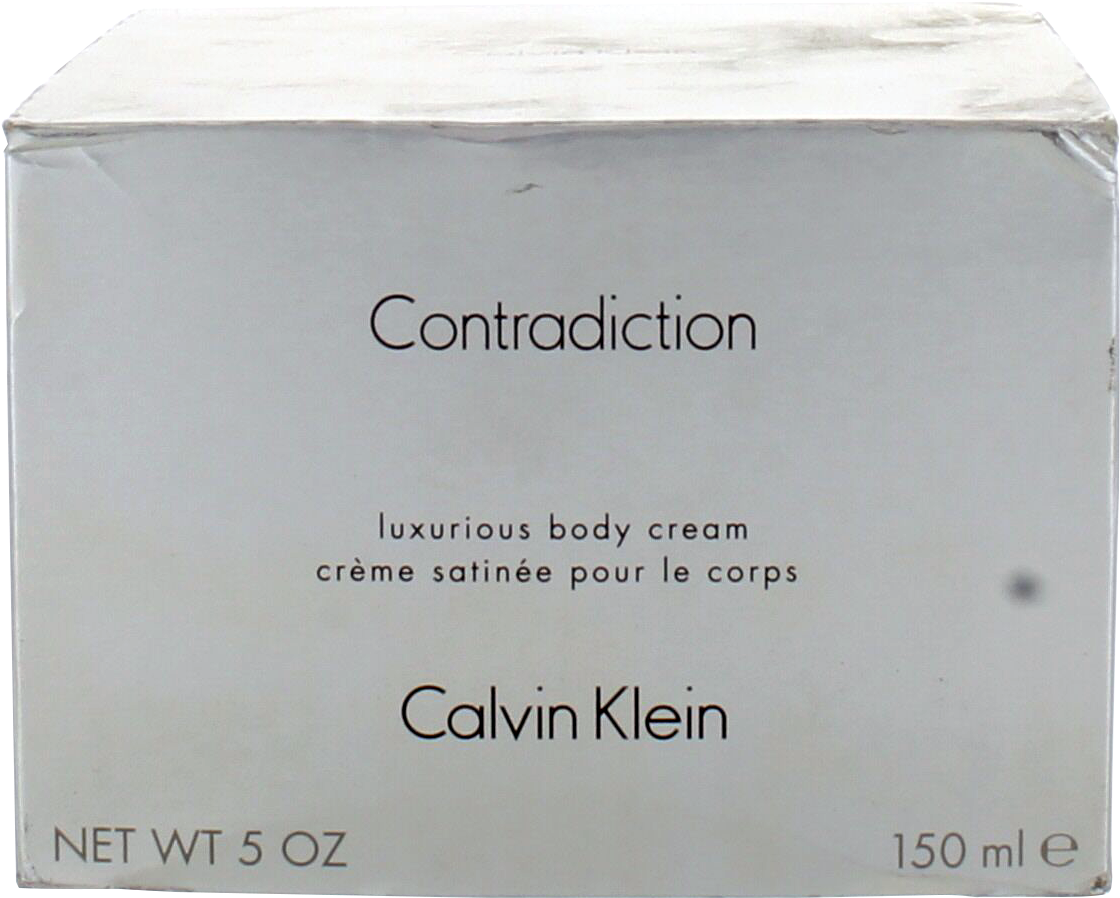 Contradiction
luxurious body cream
crème satinée pour le corps
Calvin Klein
NET WT 5 OZ
150 ml ℮